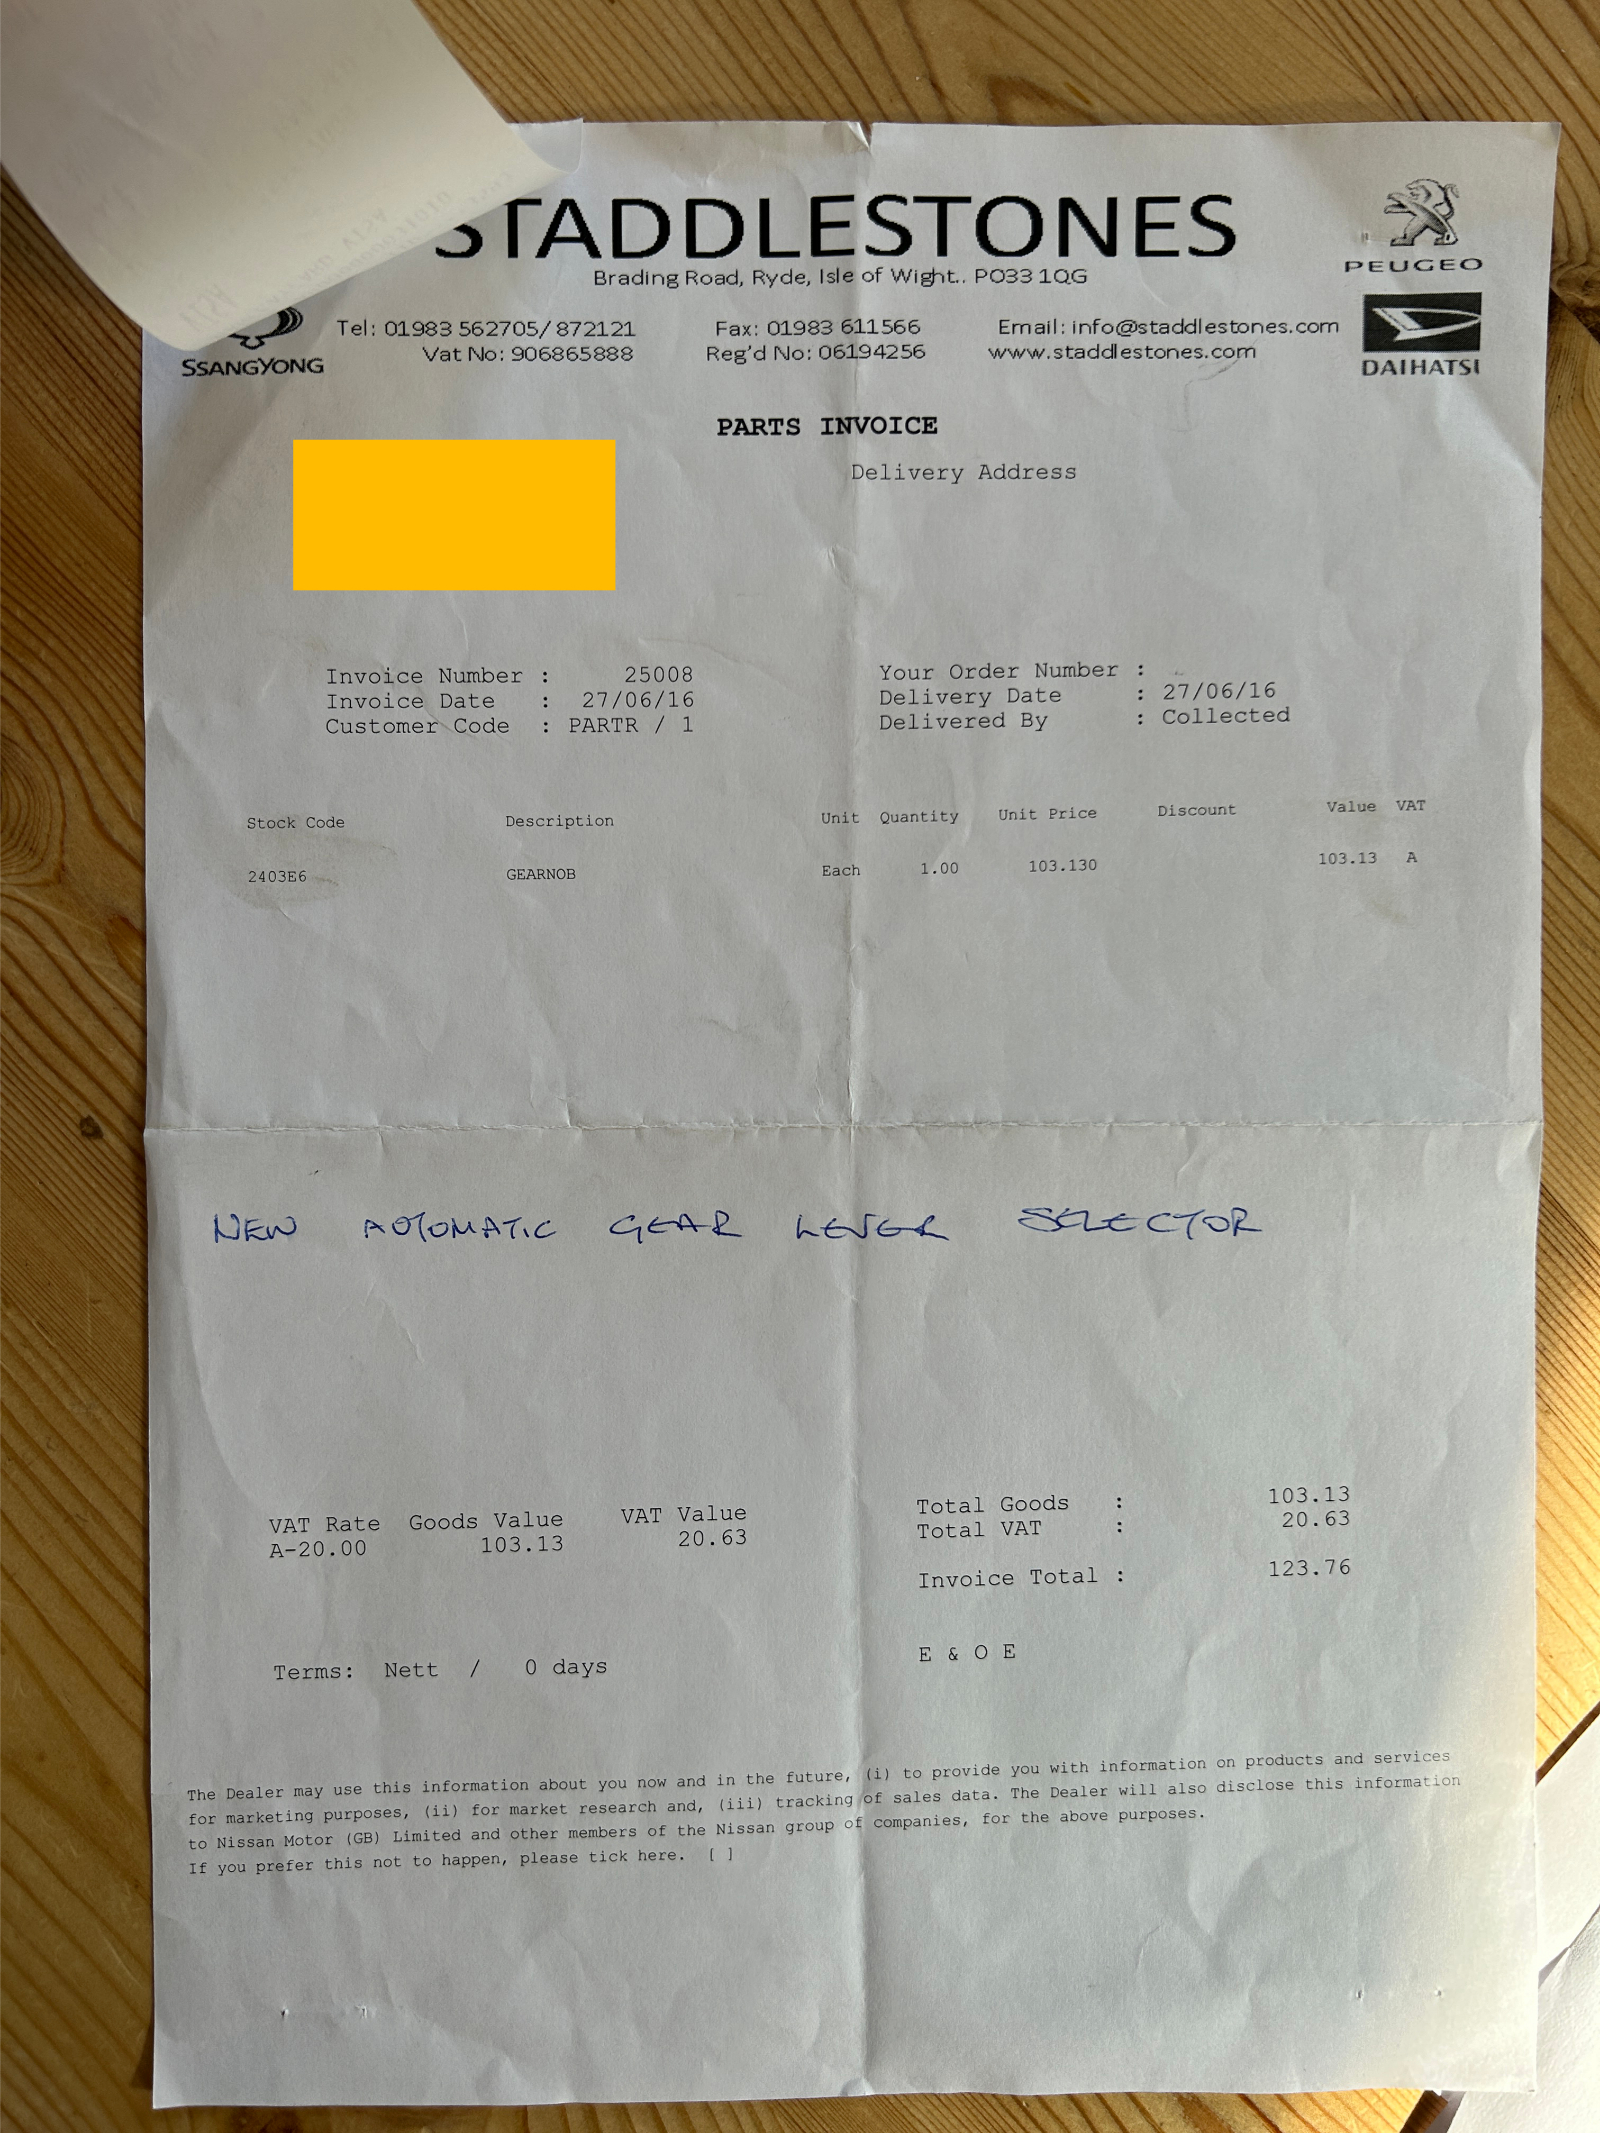 STADDLESTONES
Brading Road, Ryde, Isle of Wight.. PO33 1QG
PEUGEO
Tel: 01983 562705/872121 Fax: 01983 611566 Email: info@staddlestones.com
Vat No: 906865888 Reg'd No: 06194256 www.staddlestones.com
SSANGYONG
DAIHATSU
PARTS INVOICE
Delivery Address
Invoice Number : 25008 Your Order Number :
Invoice Date : 27/06/16 Delivery Date : 27/06/16
Customer Code : PARTR / 1 Delivered By : Collected
Stock Code Description Unit Quantity Unit Price Discount Value VAT
2403E6 GEARNOB Each 1.00 103.130 103.13 A
NEW AUTOMATIC GEAR LEVER SELECTOR
VAT Rate Goods Value VAT Value Total Goods : 103.13
A-20.00 103.13 20.63 Total VAT : 20.63
Invoice Total : 123.76
Terms: Nett / 0 days E & O E
The Dealer may use this information about you now and in the future, (i) to provide you with information on products and services
for marketing purposes, (ii) for market research and, (iii) tracking of sales data. The Dealer will also disclose this information
to Nissan Motor (GB) Limited and other members of the Nissan group of companies, for the above purposes.
If you prefer this not to happen, please tick here. [ ]